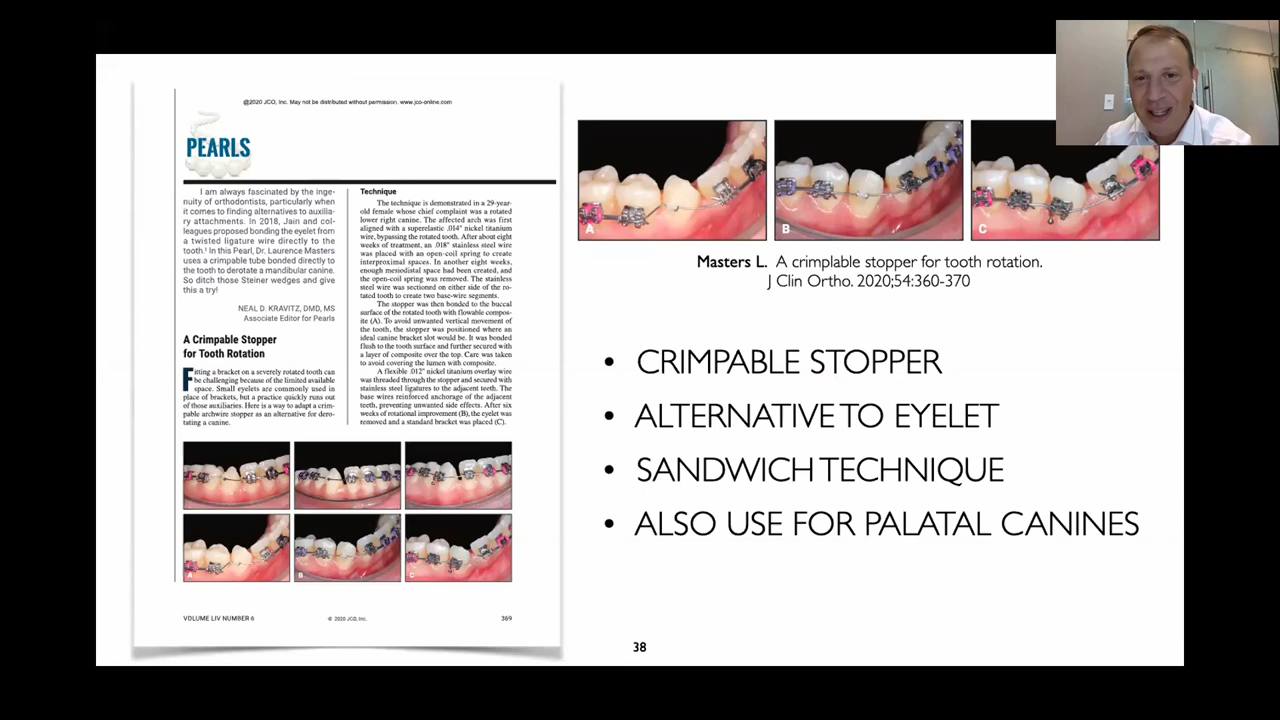 @2020 JCO, Inc. May not be distributed without permission. www.jco-online.com
PEARLS
I am always fascinated by the inge-
nuity of orthodontists, particularly when
it comes to finding alternatives to auxilia-
ry attachments. In 2018, Jain and col-
leagues proposed bonding the eyelet from
a twisted ligature wire directly to the
tooth.¹ In this Pearl, Dr. Laurence Masters
uses a crimpable tube bonded directly to
the tooth to derotate a mandibular canine.
So ditch those Steiner wedges and give
this a try!
NEAL D. KRAVITZ, DMD, MS
Associate Editor for Pearls
A Crimpable Stopper
for Tooth Rotation
Fitting a bracket on a severely rotated tooth can
be challenging because of the limited available
space. Small eyelets are commonly used in
place of brackets, but a practice quickly runs out
of those auxiliaries. Here is a way to adapt a crim-
pable archwire stopper as an alternative for dero-
tating a canine.
Technique
The technique is demonstrated in a 29-year-
old female whose chief complaint was a rotated
lower right canine. The affected arch was first
aligned with a superelastic .014" nickel titanium
wire, bypassing the rotated tooth. After about eight
weeks of treatment, an .018" stainless steel wire
was placed with an open-coil spring to create
interproximal spaces. In another eight weeks,
enough mesiodistal space had been created, and
the open-coil spring was removed. The stainless
steel wire was sectioned on either side of the ro-
tated tooth to create two base-wire segments.
The stopper was then bonded to the buccal
surface of the rotated tooth with flowable compos-
ite (A). To avoid unwanted vertical movement of
the tooth, the stopper was positioned where an
ideal canine bracket slot would be. It was bonded
flush to the tooth surface and further secured with
a layer of composite over the top. Care was taken
to avoid covering the lumen with composite.
A flexible .012" nickel titanium overlay wire
was threaded through the stopper and secured with
stainless steel ligatures to the adjacent teeth. The
base wires reinforced anchorage of the adjacent
teeth, preventing unwanted side effects. After six
weeks of rotational improvement (B), the eyelet was
removed and a standard bracket was placed (C).
A
B
C
VOLUME LIV NUMBER 6
© 2020 JCO, Inc.
369
A
B
C
Masters L. A crimplable stopper for tooth rotation.
J Clin Ortho. 2020;54:360-370
• CRIMPABLE STOPPER
• ALTERNATIVE TO EYELET
• SANDWICH TECHNIQUE
• ALSO USE FOR PALATAL CANINES
38